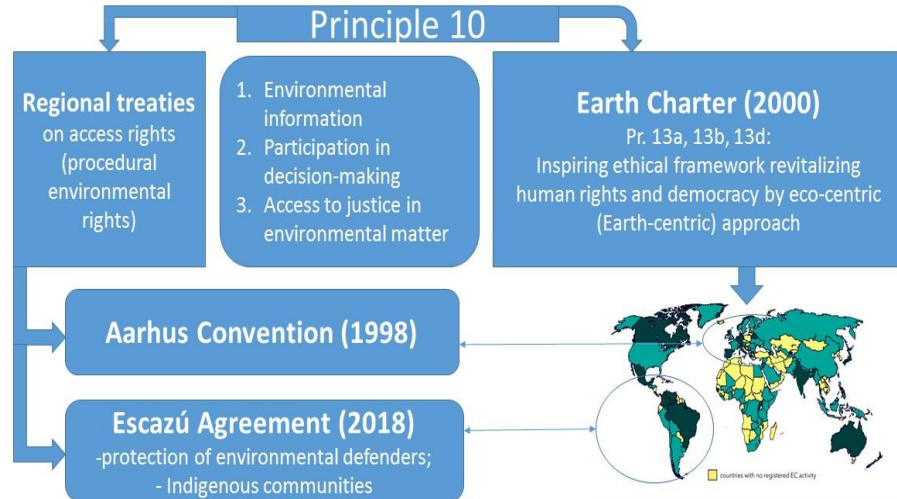 Principle 10
Regional treaties
on access rights
(procedural
environmental
rights)
1. Environmental
information
2. Participation in
decision-making
3. Access to justice in
environmental matter
Earth Charter (2000)
Pr. 13a, 13b, 13d:
Inspiring ethical framework revitalizing
human rights and democracy by eco-centric
(Earth-centric) approach
Aarhus Convention (1998)
Escazú Agreement (2018)
-protection of environmental defenders;
- Indigenous communities
countries with no registered EC activity